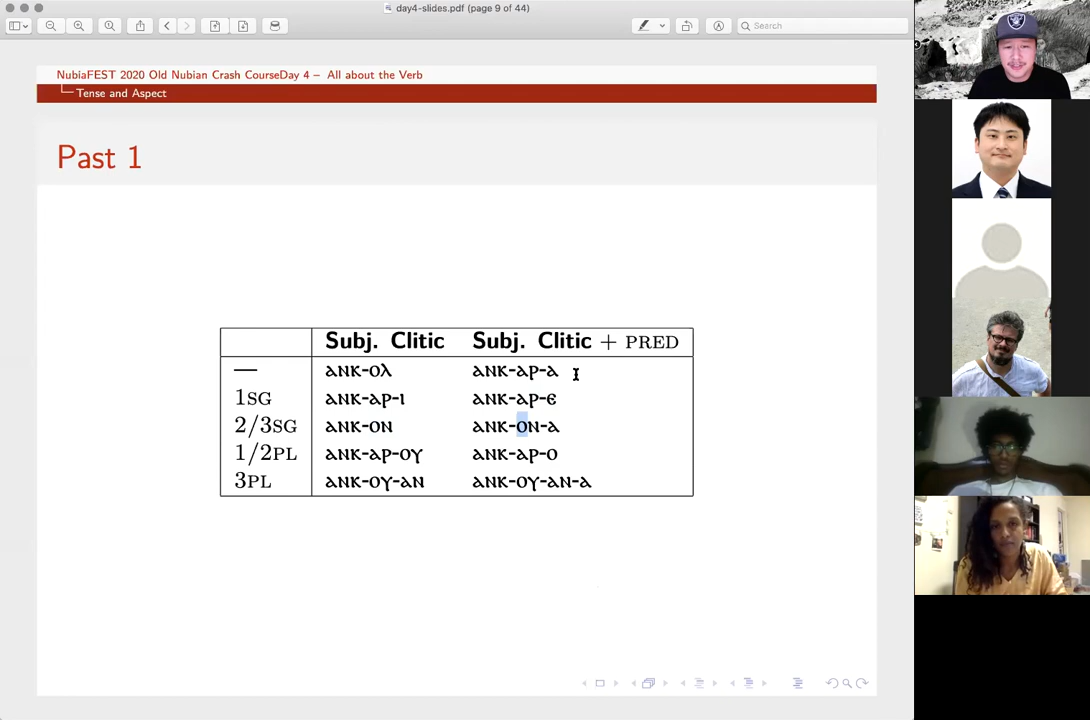 day4-slides.pdf (page 9 of 44)
Search
NubiaFEST 2020 Old Nubian Crash CourseDay 4 – All about the Verb
Tense and Aspect
Past 1
Subj. Clitic Subj. Clitic + PRED
— ⲁⲛⲕ-ⲟⲗ ⲁⲛⲕ-ⲁⲣ-ⲁ
1SG ⲁⲛⲕ-ⲁⲣ-ⲓ ⲁⲛⲕ-ⲁⲣ-ⲉ
2/3SG ⲁⲛⲕ-ⲟⲛ ⲁⲛⲕ-ⲟⲛ-ⲁ
1/2PL ⲁⲛⲕ-ⲁⲣ-ⲟⲩ ⲁⲛⲕ-ⲁⲣ-ⲟ
3PL ⲁⲛⲕ-ⲟⲩ-ⲁⲛ ⲁⲛⲕ-ⲟⲩ-ⲁⲛ-ⲁ